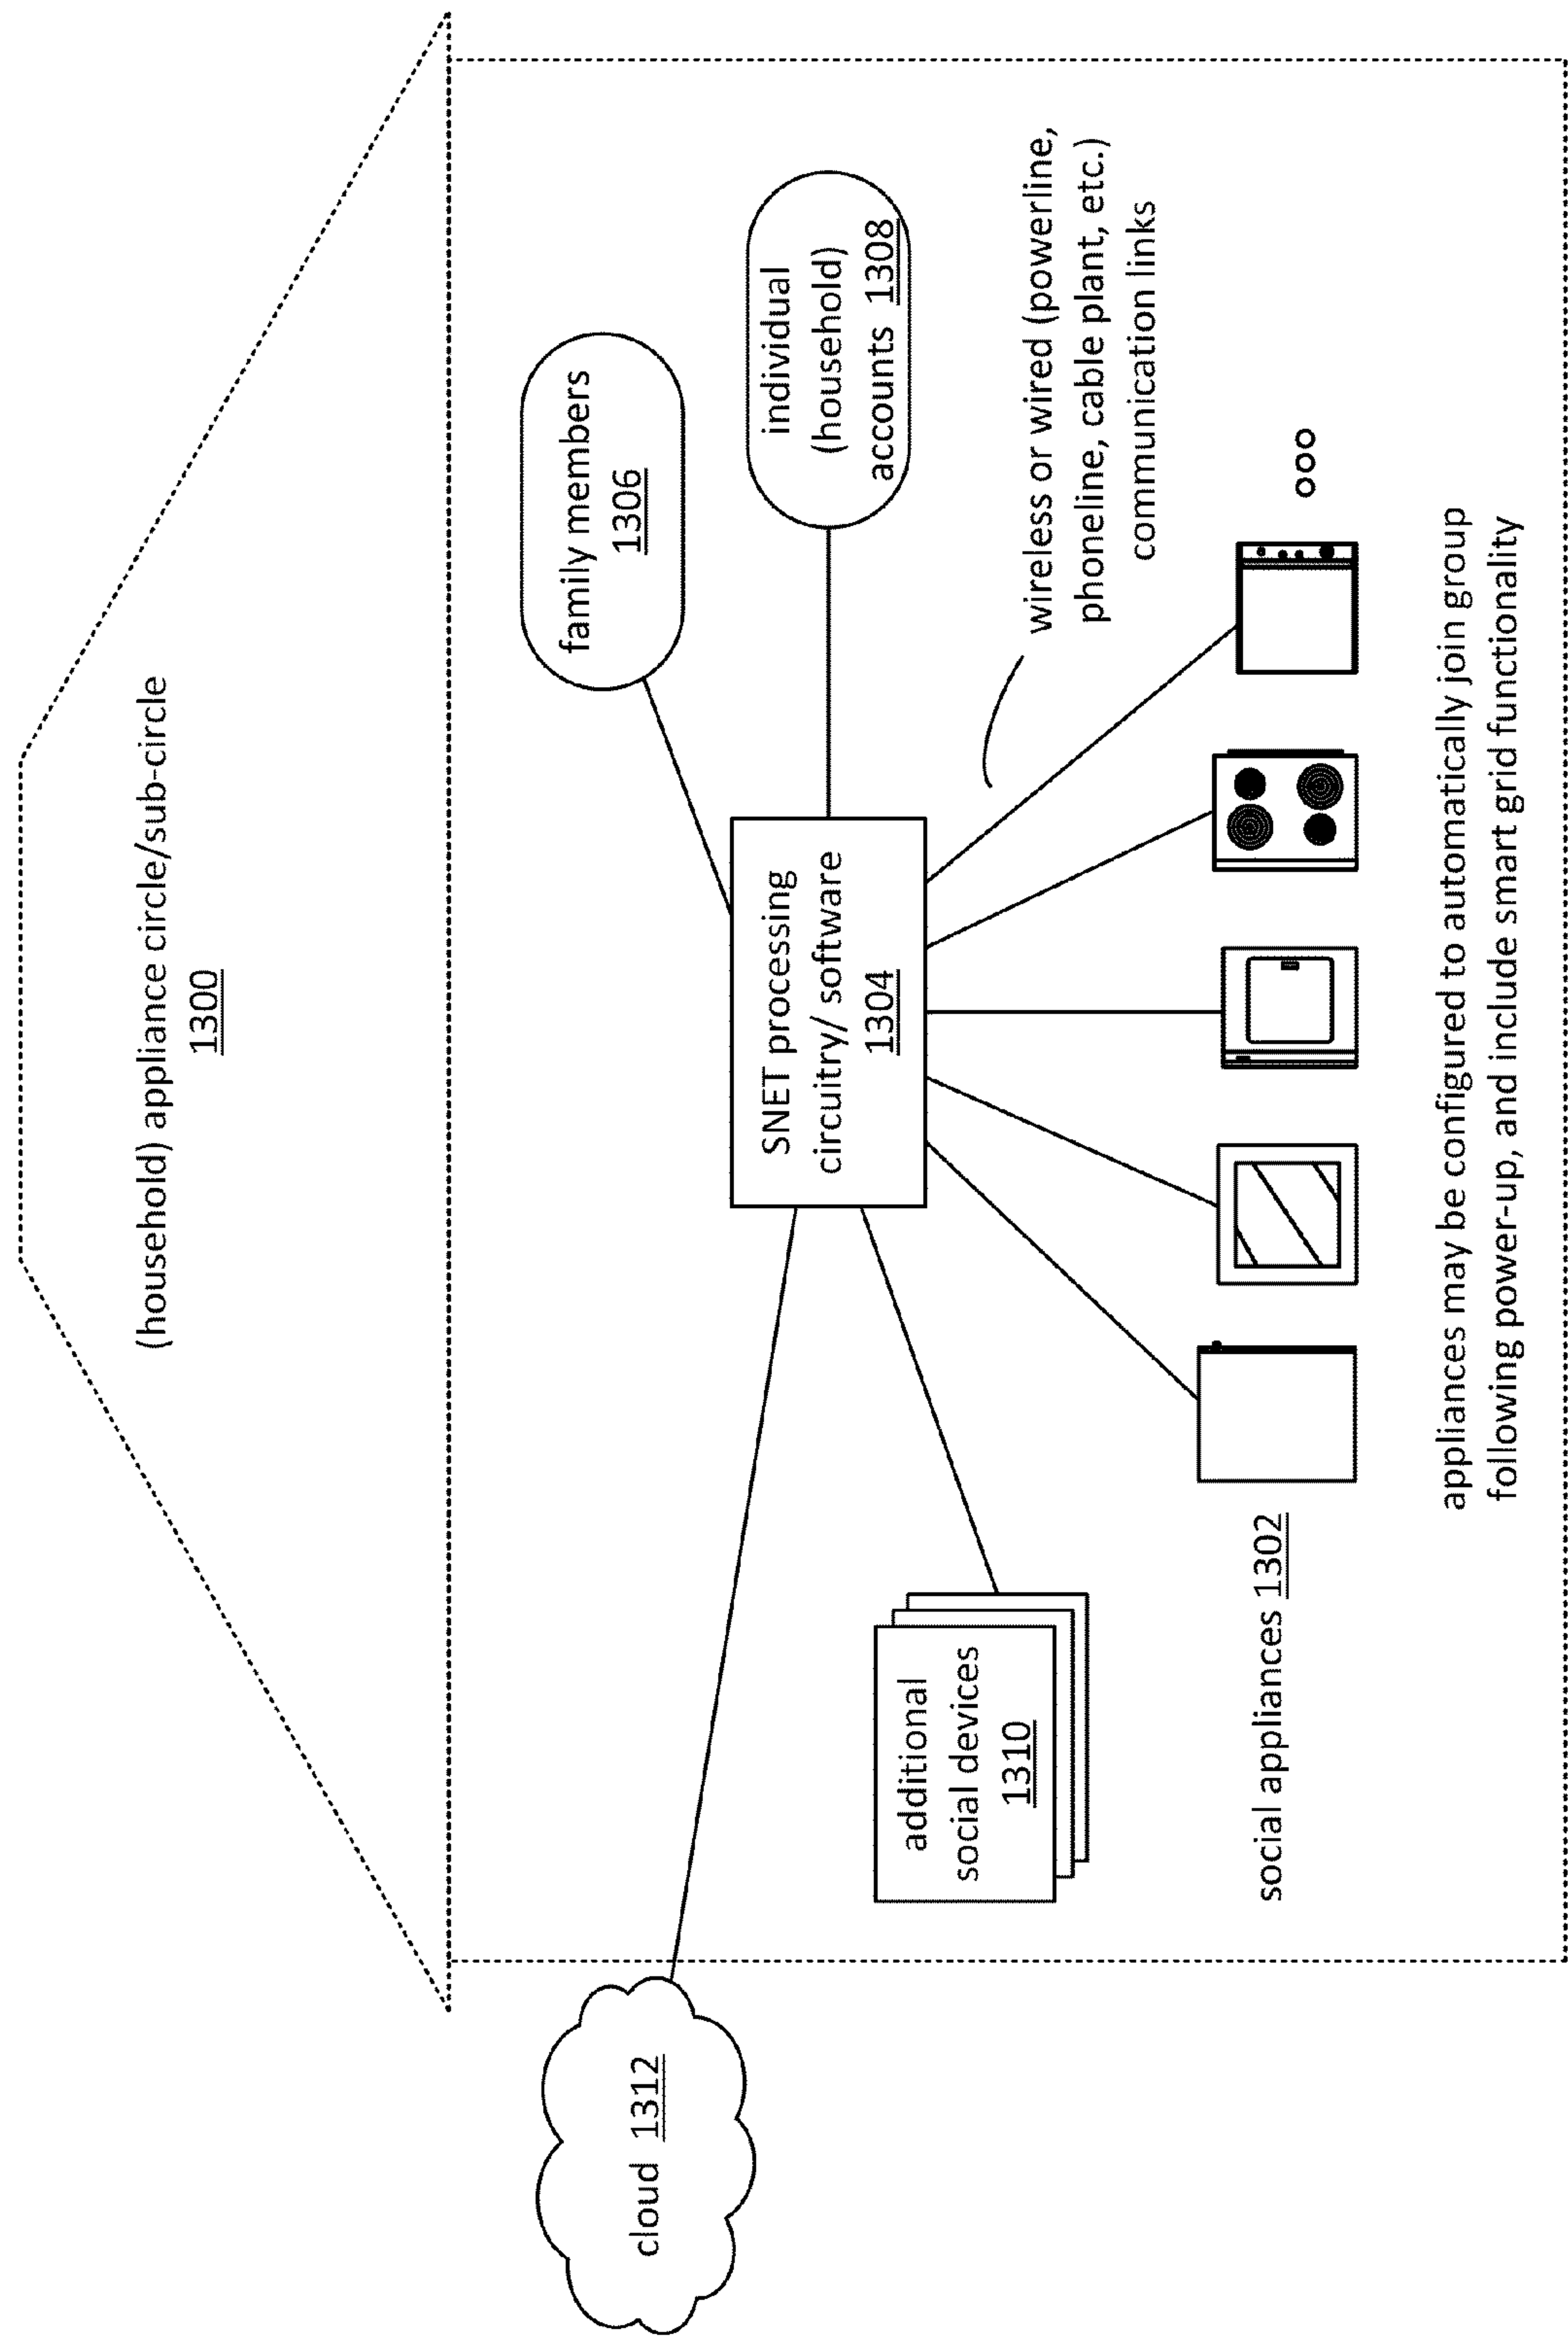 (household) appliance circle/sub-circle
1300
cloud 1312
family members
1306
individual
(household)
accounts 1308
SNET processing
circuitry/ software
1304
additional
social devices
1310
wireless or wired (powerline,
phoneline, cable plant, etc.)
communication links
social appliances 1302
appliances may be configured to automatically join group
following power-up, and include smart grid functionality